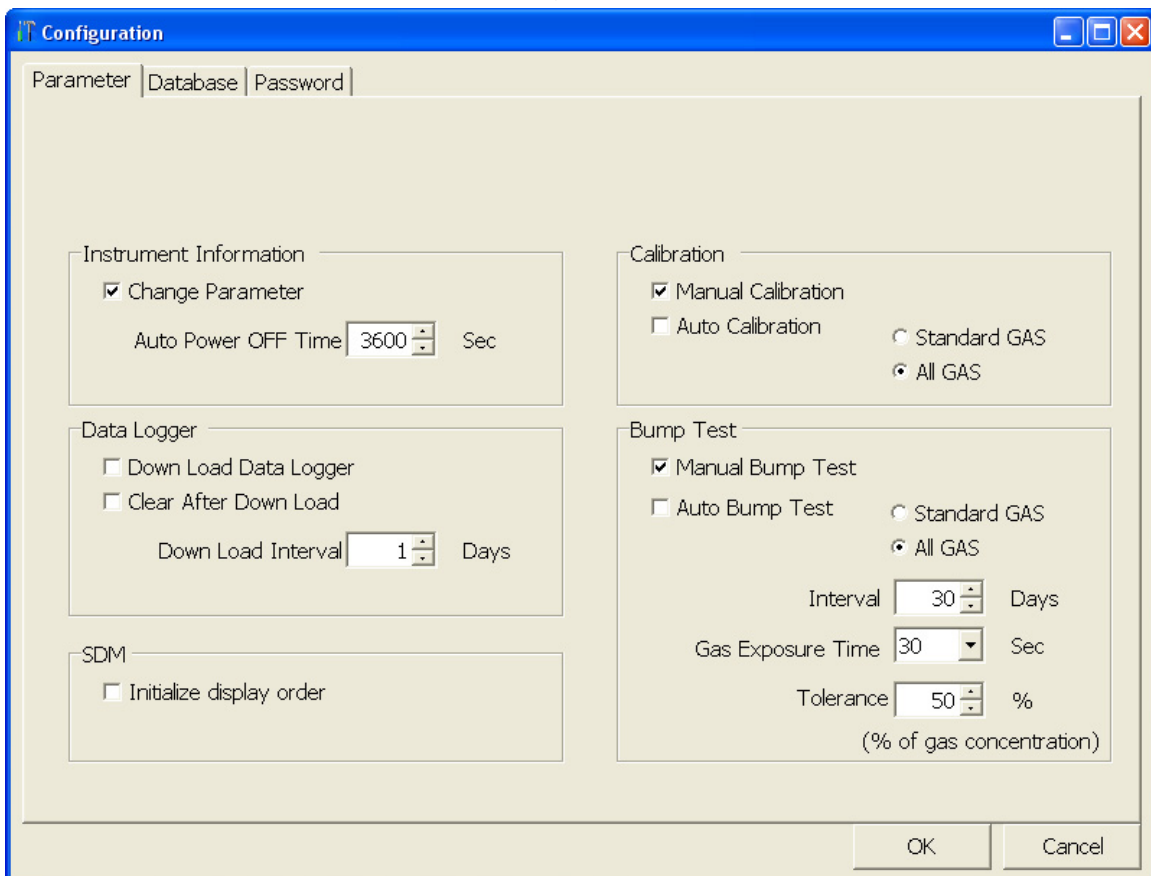 Configuration
Parameter Database Password
Instrument Information
Change Parameter
Auto Power OFF Time 3600 Sec
Data Logger
Down Load Data Logger
Clear After Down Load
Down Load Interval 1 Days
SDM
Initialize display order
Calibration
Manual Calibration
Auto Calibration
Standard GAS
All GAS
Bump Test
Manual Bump Test
Auto Bump Test
Standard GAS
All GAS
Interval 30 Days
Gas Exposure Time 30 Sec
Tolerance 50 %
(% of gas concentration)
OK Cancel